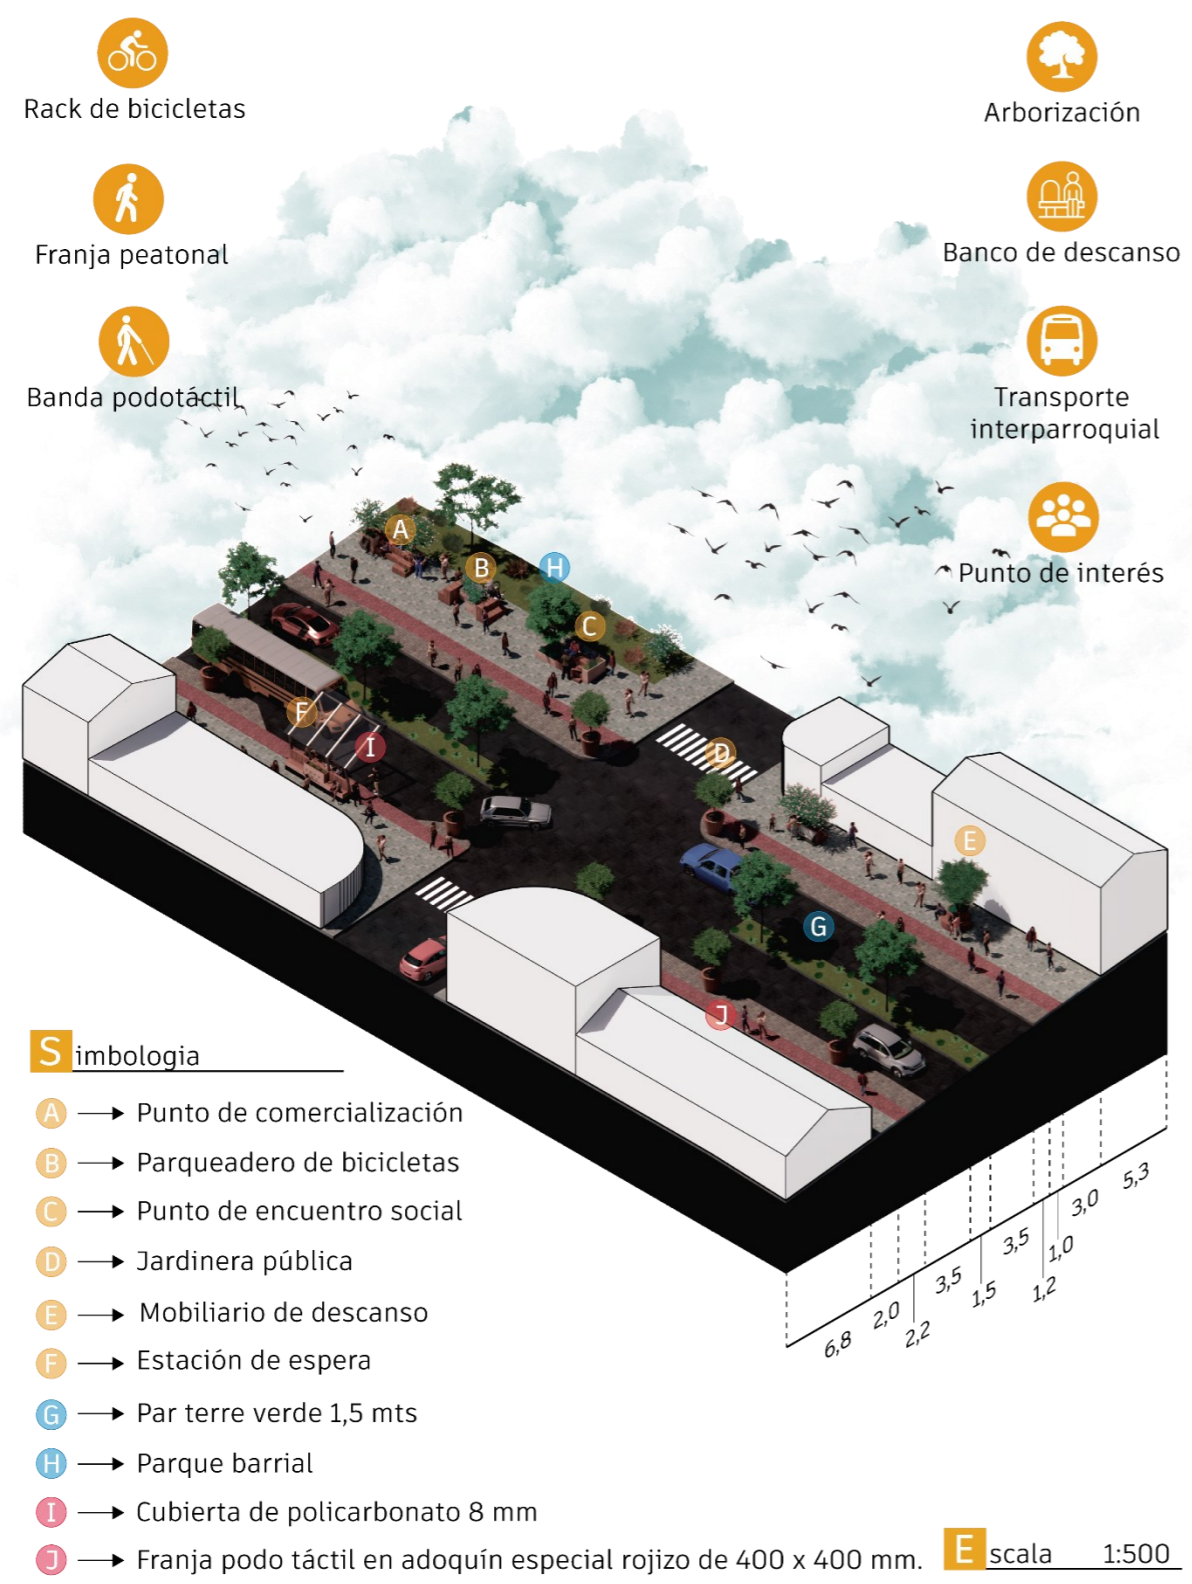 Rack de bicicletas
Arborización
Franja peatonal
Banco de descanso
Banda podotáctil
Transporte
interparroquial
Punto de interés
A
B
H
C
F
I
D
E
G
J
Simbologia
A Punto de comercialización
B Parqueadero de bicicletas
C Punto de encuentro social
D Jardinera pública
E Mobiliario de descanso
F Estación de espera
G Par terre verde 1,5 mts
H Parque barrial
I Cubierta de policarbonato 8 mm
J Franja podo táctil en adoquín especial rojizo de 400 x 400 mm.
6,8
2,0
2,2
3,5
1,5
3,5
1,2
1,0
3,0
5,3
Escala 1:500